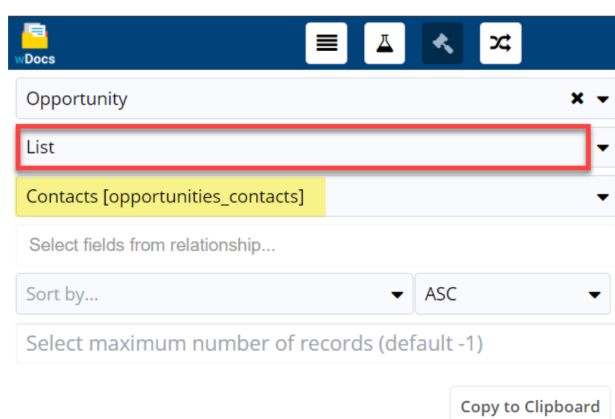 wDocs
Opportunity
List
Contacts [opportunities_contacts]
Select fields from relationship...
Sort by... ASC
Select maximum number of records (default -1)
Copy to Clipboard